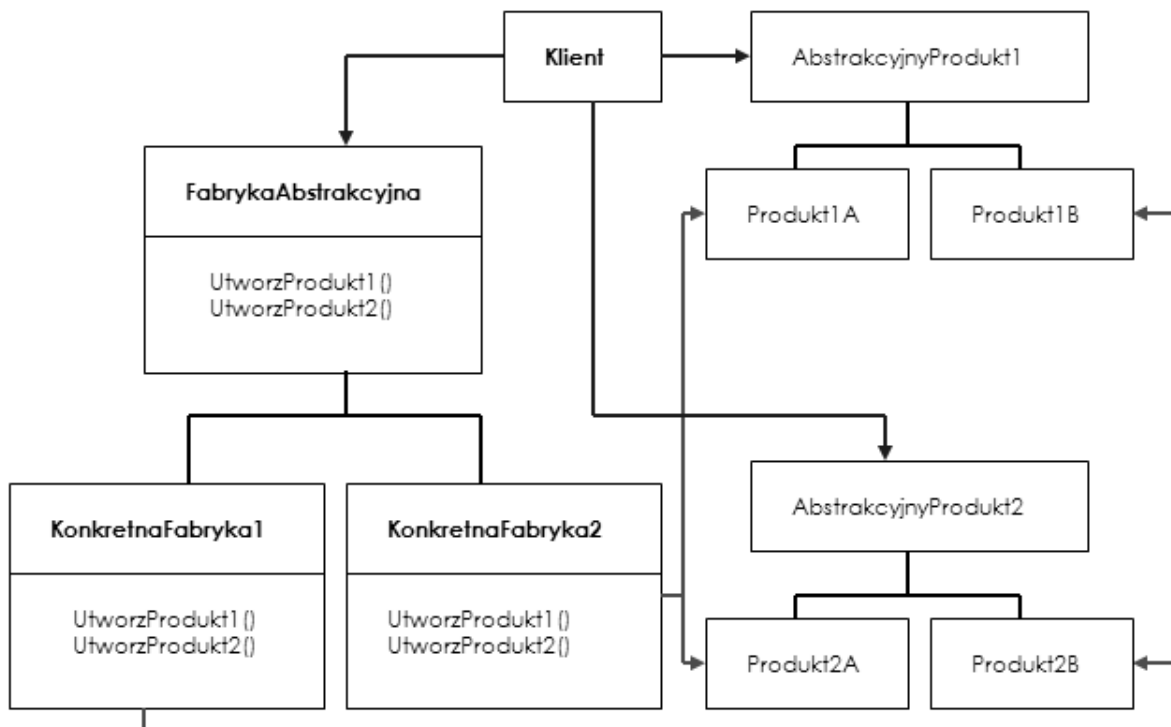 Klient
AbstrakcyjnyProdukt1
FabrykaAbstrakcyjna
UtworzProdukt1()
UtworzProdukt2()
Produkt1A
Produkt1B
KonkretnaFabryka1
UtworzProdukt1()
UtworzProdukt2()
KonkretnaFabryka2
UtworzProdukt1()
UtworzProdukt2()
AbstrakcyjnyProdukt2
Produkt2A
Produkt2B